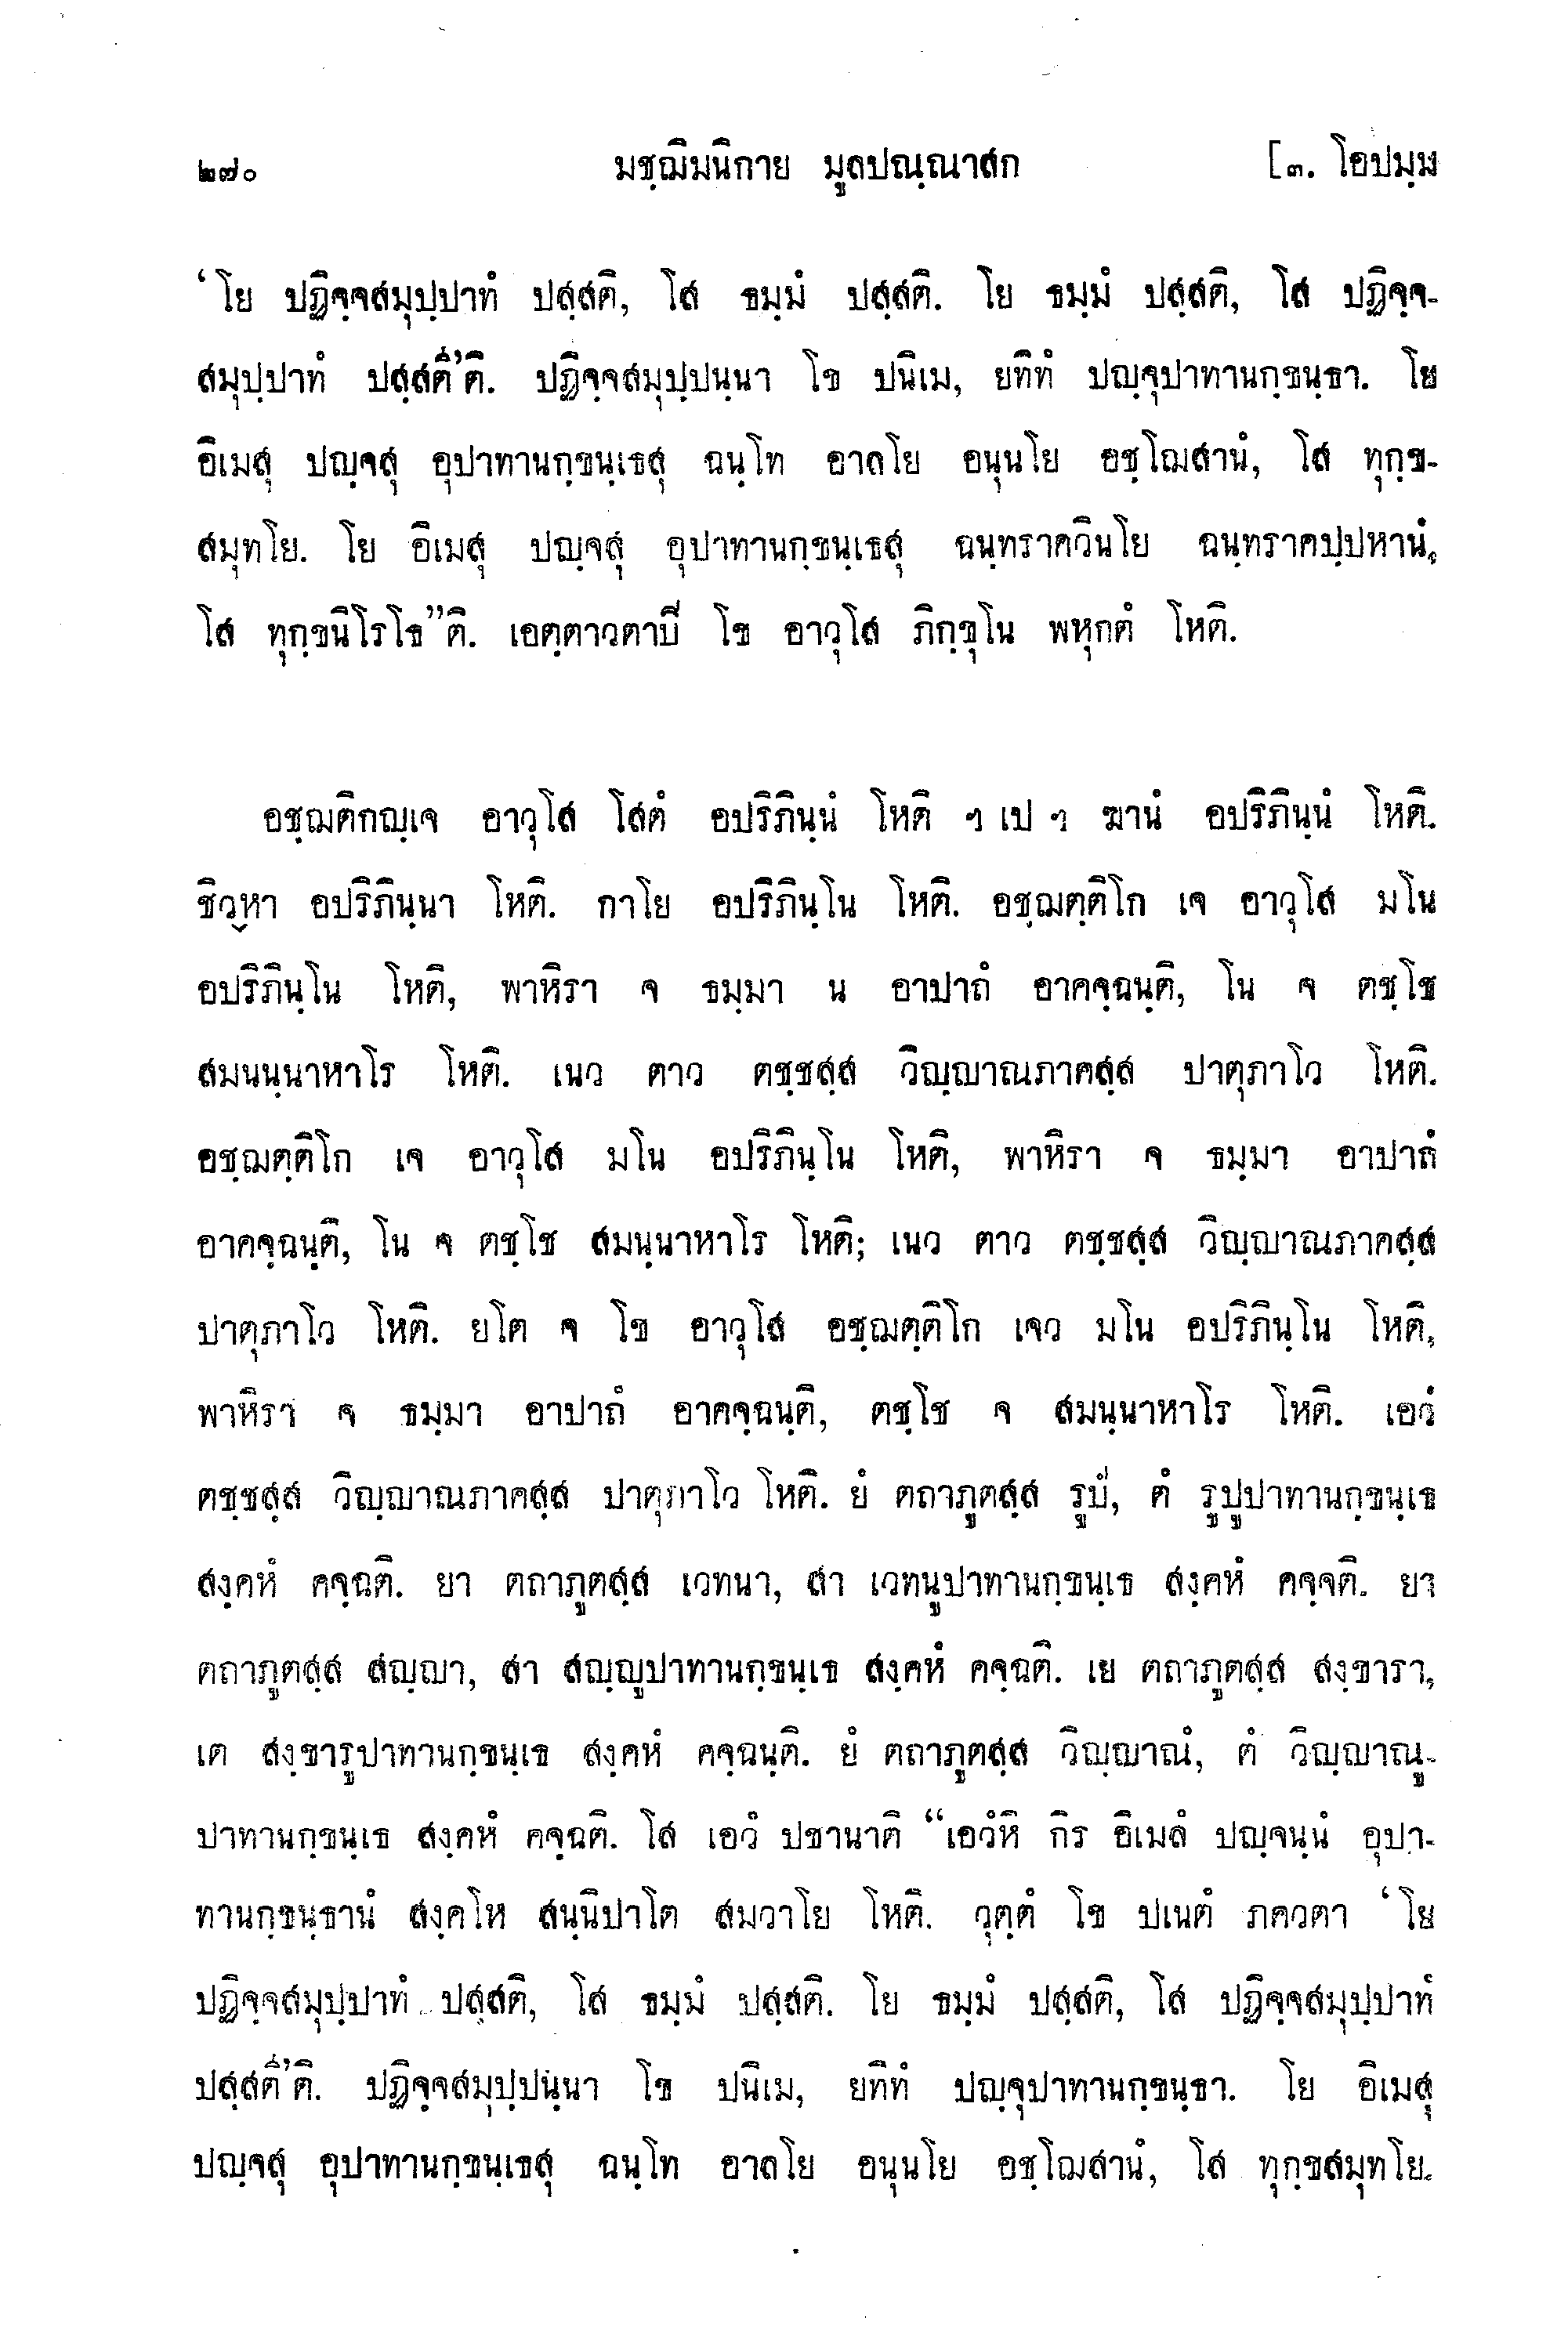 ๒๗๐ มชฺฌิมนิกาย มูลปณฺณาสก [๓. โอปมฺม
‘โย ปฏิจฺจสมุปฺปาทํ ปสฺสติ, โส ธมฺมํ ปสฺสติ. โย ธมฺมํ ปสฺสติ, โส ปฏิจฺจ-
สมุปฺปาทํ ปสฺสตี่’ติ. ปฏิจฺจสมุปฺปนฺนา โข ปนิเม, ยทิทํ ปญฺจุปาทานกฺขนฺธา. โย
อิเมสุ ปญฺจสุ อุปาทานกฺขนฺเธสุ ฉนฺโท อาลโย อนุนโย อชฺโฌสานํ, โส ทุกฺข-
สมุทโย. โย อิเมสุ ปญฺจสุ อุปาทานกฺขนฺเธสุ ฉนฺทราควินโย ฉนฺทราคปฺปหานํ,
โส ทุกฺขนิโรโธ”ติ. เอตฺตาวตาปี โข อาวุโส ภิกฺขุโน พหุกตํ โหติ.
อชฺฌติกญฺเจ อาวุโส โสตํ อปริภินฺนํ โหติ ฯ เป ฯ ฆานํ อปริภินฺนํ โหติ.
ชิวฺหา อปริภินฺนา โหติ. กาโย อปริภินฺโน โหติ. อชฺฌตฺติโก เจ อาวุโส มโน
อปริภินฺโน โหติ, พาหิรา จ ธมฺมา น อาปาถํ อาคจฺฉนฺติ, โน จ ตชฺโช
สมนนฺนาหาโร โหติ. เนว ตาว ตชฺชสฺส วิญฺญาณภาคสฺส ปาตุภาโว โหติ.
อชฺฌตฺติโก เจ อาวุโส มโน อปริภินฺโน โหติ, พาหิรา จ ธมฺมา อาปาถํ
อาคจฺฉนฺติ, โน จ ตชฺโช สมนฺนาหาโร โหติ; เนว ตาว ตชฺชสฺส วิญฺญาณภาคสฺส
ปาตุภาโว โหติ. ยโต จ โข อาวุโส อชฺฌตฺติโก เจว มโน อปริภินฺโน โหติ,
พาหิรา จ ธมฺมา อาปาถํ อาคจฺฉนฺติ, ตชฺโช จ สมนฺนาหาโร โหติ. เอวํ
ตชฺชสฺส วิญฺญาณภาคสฺส ปาตุภาโว โหติ. ยํ ตถาภูตสฺส รูปํ, ตํ รูปูปาทานกฺขนฺเธ
สงฺคหํ คจฺฉติ. ยา ตถาภูตสฺส เวทนา, สา เวทนูปาทานกฺขนฺเธ สงฺคหํ คจฺจติ. ยา
ตถาภูตสฺส สญฺญา, สา สญฺญูปาทานกฺขนฺเธ สงฺคหํ คจฺฉติ. เย ตถาภูตสฺส สงฺขารา,
เต สงฺขารูปาทานกฺขนฺเธ สงฺคหํ คจฺฉนฺติ. ยํ ตถาภูตสฺส วิญฺญาณํ, ตํ วิญฺญาณู-
ปาทานกฺขนฺเธ สงฺคหํ คจฺฉติ. โส เอวํ ปชานาติ “เอวํหิ กิร อิเมสํ ปญฺจนฺนํ อุปา-
ทานกฺขนฺธานํ สงฺคโห สนฺนิปาโต สมวาโย โหติ. วุตฺตํ โข ปเนตํ ภควตา ‘โย
ปฏิจฺจสมุปฺปาทํ ปสฺสติ, โส ธมฺมํ ปสฺสติ. โย ธมฺมํ ปสฺสติ, โส ปฏิจฺจสมุปฺปาทํ
ปสฺสตี่’ติ. ปฏิจฺจสมุปฺปนฺนา โข ปนิเม, ยทิทํ ปญฺจุปาทานกฺขนฺธา. โย อิเมสุ
ปญฺจสุ อุปาทานกฺขนฺเธสุ ฉนฺโท อาลโย อนุนโย อชฺโฌสานํ, โส ทุกฺขสมุทโย.